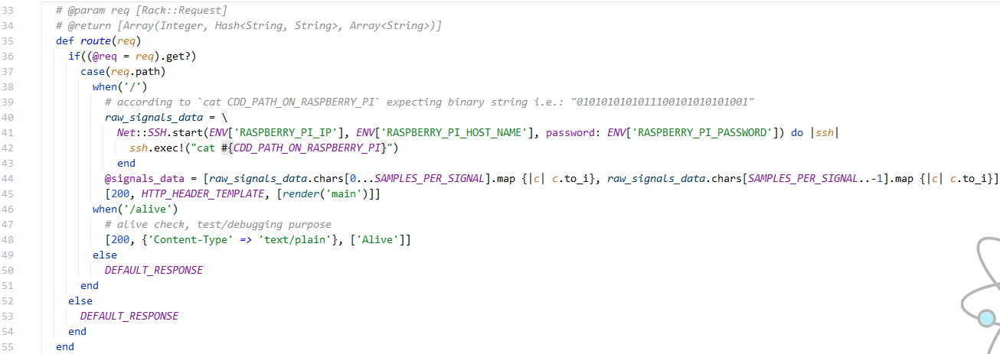 33 # @param req [Rack::Request]
34 # @return [Array(Integer, Hash<String, String>, Array<String>)]
35 def route(req)
36 if((@req = req).get?)
37 case(req.path)
38 when('/')
39 # according to `cat CDD_PATH_ON_RASPBERRY_PI` expecting binary string i.e.: "0101010101011100101010101001"
40 raw_signals_data = \
41 Net::SSH.start(ENV['RASPBERRY_PI_IP'], ENV['RASPBERRY_PI_HOST_NAME'], password: ENV['RASPBERRY_PI_PASSWORD']) do |ssh|
42 ssh.exec!("cat #{CDD_PATH_ON_RASPBERRY_PI}")
43 end
44 @signals_data = [raw_signals_data.chars[0...SAMPLES_PER_SIGNAL].map {|c| c.to_i}, raw_signals_data.chars[SAMPLES_PER_SIGNAL..-1].map {|c| c.to_i}]
45 [200, HTTP_HEADER_TEMPLATE, [render('main')]]
46 when('/alive')
47 # alive check, test/debugging purpose
48 [200, {'Content-Type' => 'text/plain'}, ['Alive']]
49 else
50 DEFAULT_RESPONSE
51 end
52 else
53 DEFAULT_RESPONSE
54 end
55 end